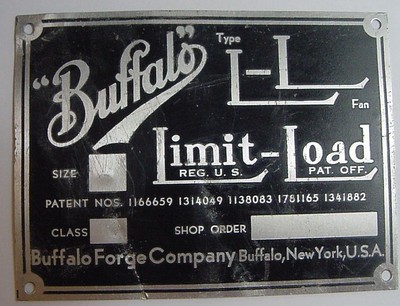 "Buffalo"
Type
L-L
Fan
Limit-Load
REG. U. S. PAT. OFF.
SIZE
PATENT NOS. 1166659 1314049 1138083 1781165 1341882
CLASS SHOP ORDER
Buffalo Forge Company, Buffalo, New York, U.S.A.